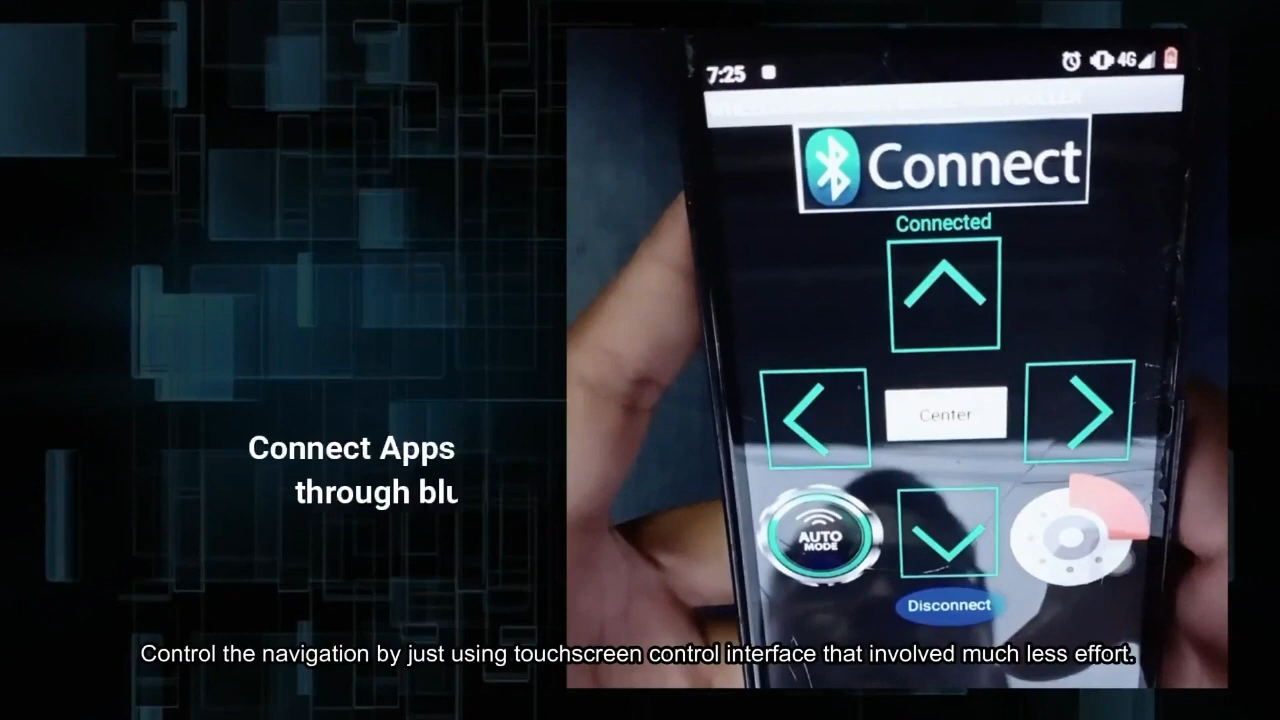 7:25
4G
Connect
Connected
Center
AUTO
MODE
Disconnect
Connect Apps
through blu
Control the navigation by just using touchscreen control interface that involved much less effort.